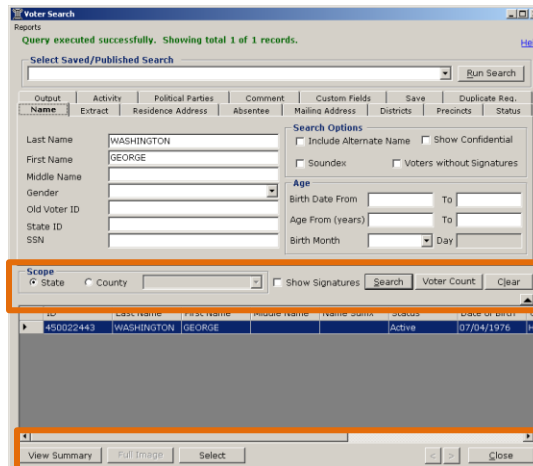 Voter Search
Reports
Query executed successfully. Showing total 1 of 1 records.
Select Saved/Published Search
Run Search
Output Activity Political Parties Comment Custom Fields Save Duplicate Reg.
Name Extract Residence Address Absentee Mailing Address Districts Precincts Status
Last Name WASHINGTON
First Name GEORGE
Middle Name
Gender
Old Voter ID
State ID
SSN
Search Options
Include Alternate Name Show Confidential
Soundex Voters without Signatures
Age
Birth Date From To
Age From (years) To
Birth Month Day
Scope
State County Show Signatures Search Voter Count Clear
ID Last Name First Name Middle Name Name Suffix Status Date of Birth
450022443 WASHINGTON GEORGE Active 07/04/1976
View Summary Full Image Select < > Close